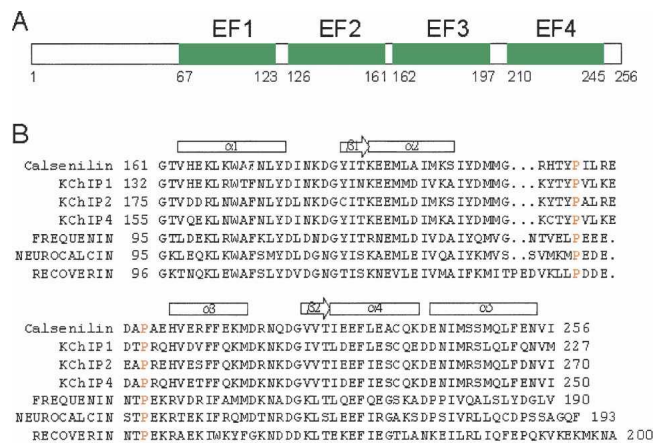 A
EF1 EF2 EF3 EF4
1 67 123 126 161 162 197 210 245 256
B
α1 β1 α2
Calsenilin 161 GTVHEKLKWAFNLYDINKDGYITKEEMLAIMKSIYDMMG...RHTYPILRE
KChIP1 132 GTVHEKLRWTFNLYDINKDGYINKEEMMDIVKAIYDMMG...KYTYPVLKE
KChIP2 175 GTVDDRLNWAFNLYDLNKDGCITKEEMLDIMKSIYDMMG...KYTYPALRE
KChIP4 155 GTVQEKLNWAFNLYDINKDGYITKEEMLDIMKAIYDMMG...KCTYPVLKE
FREQUENIN 95 GTLDEKLRWAFKLYDLDNDGYITRNEMLDIVDAIYQMVG..NTVELPEEE.
NEUROCALCIN 95 GKLEQKLKWAFSMYDLDGNGYISKAEMLEIVQAIYKMVS..SVMKMPEDE.
RECOVERIN 96 GKTNQKLEWAFSLYDVDGNGTISKNEVLEIVMAIFKMITPEDVKLLPDDE.
α3 β2 α4 α5
Calsenilin DAPAEHVERFFEKMDRNQDGVVTIEEFLEACQKDENIMSSMQLFENVI 256
KChIP1 DTPRQHVDVFFQKMDKNKDGIVTLDEFLESCQEDDNIMRSLQLFQNVM 227
KChIP2 EAPREHVESFFQKMDRNKDGVVTIEEFIESCQKDENIMRSMQLFDNVI 270
KChIP4 DAPRQHVETFFQKMDKNKDGVVTIDEFIESCQKDENIMRSMQLFENVI 250
FREQUENIN NTPEKRVDRIFAMMDKNADGKLTLQEFQEGSKADPPIVQALSLYDGLV 190
NEUROCALCIN STPEKRTEKIFRQMDTNRDGKLSLEEFIRGAKSDPSIVRLLQCDPSSAGQF 193
RECOVERIN NTPEKRAEKIWKYFGKNDDDKLTEKEFIEGTLANKEILRLIQFEPQKVKEKMKNA 200